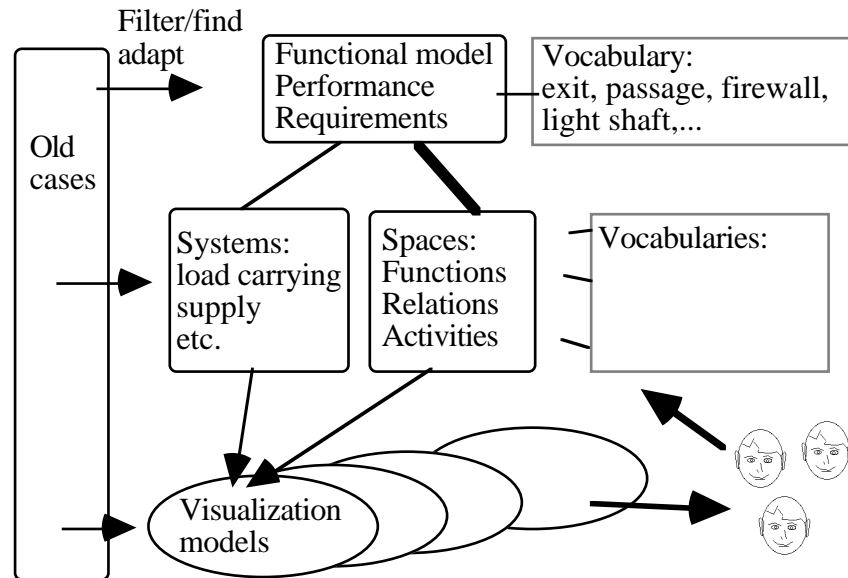 Filter/find
adapt
Functional model
Performance
Requirements
Vocabulary:
exit, passage, firewall,
light shaft,...
Old
cases
Systems:
load carrying
supply
etc.
Spaces:
Functions
Relations
Activities
Vocabularies:
Visualization
models